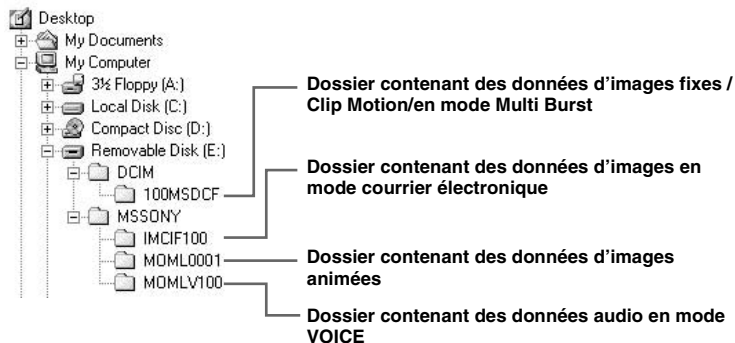 Desktop
My Documents
My Computer
3½ Floppy (A:)
Local Disk (C:)
Compact Disc (D:)
Removable Disk (E:)
DCIM
100MSDCF
MSSONY
IMCIF100
MOML0001
MOMLV100
Dossier contenant des données d’images fixes /
Clip Motion/en mode Multi Burst
Dossier contenant des données d’images en
mode courrier électronique
Dossier contenant des données d’images
animées
Dossier contenant des données audio en mode
VOICE